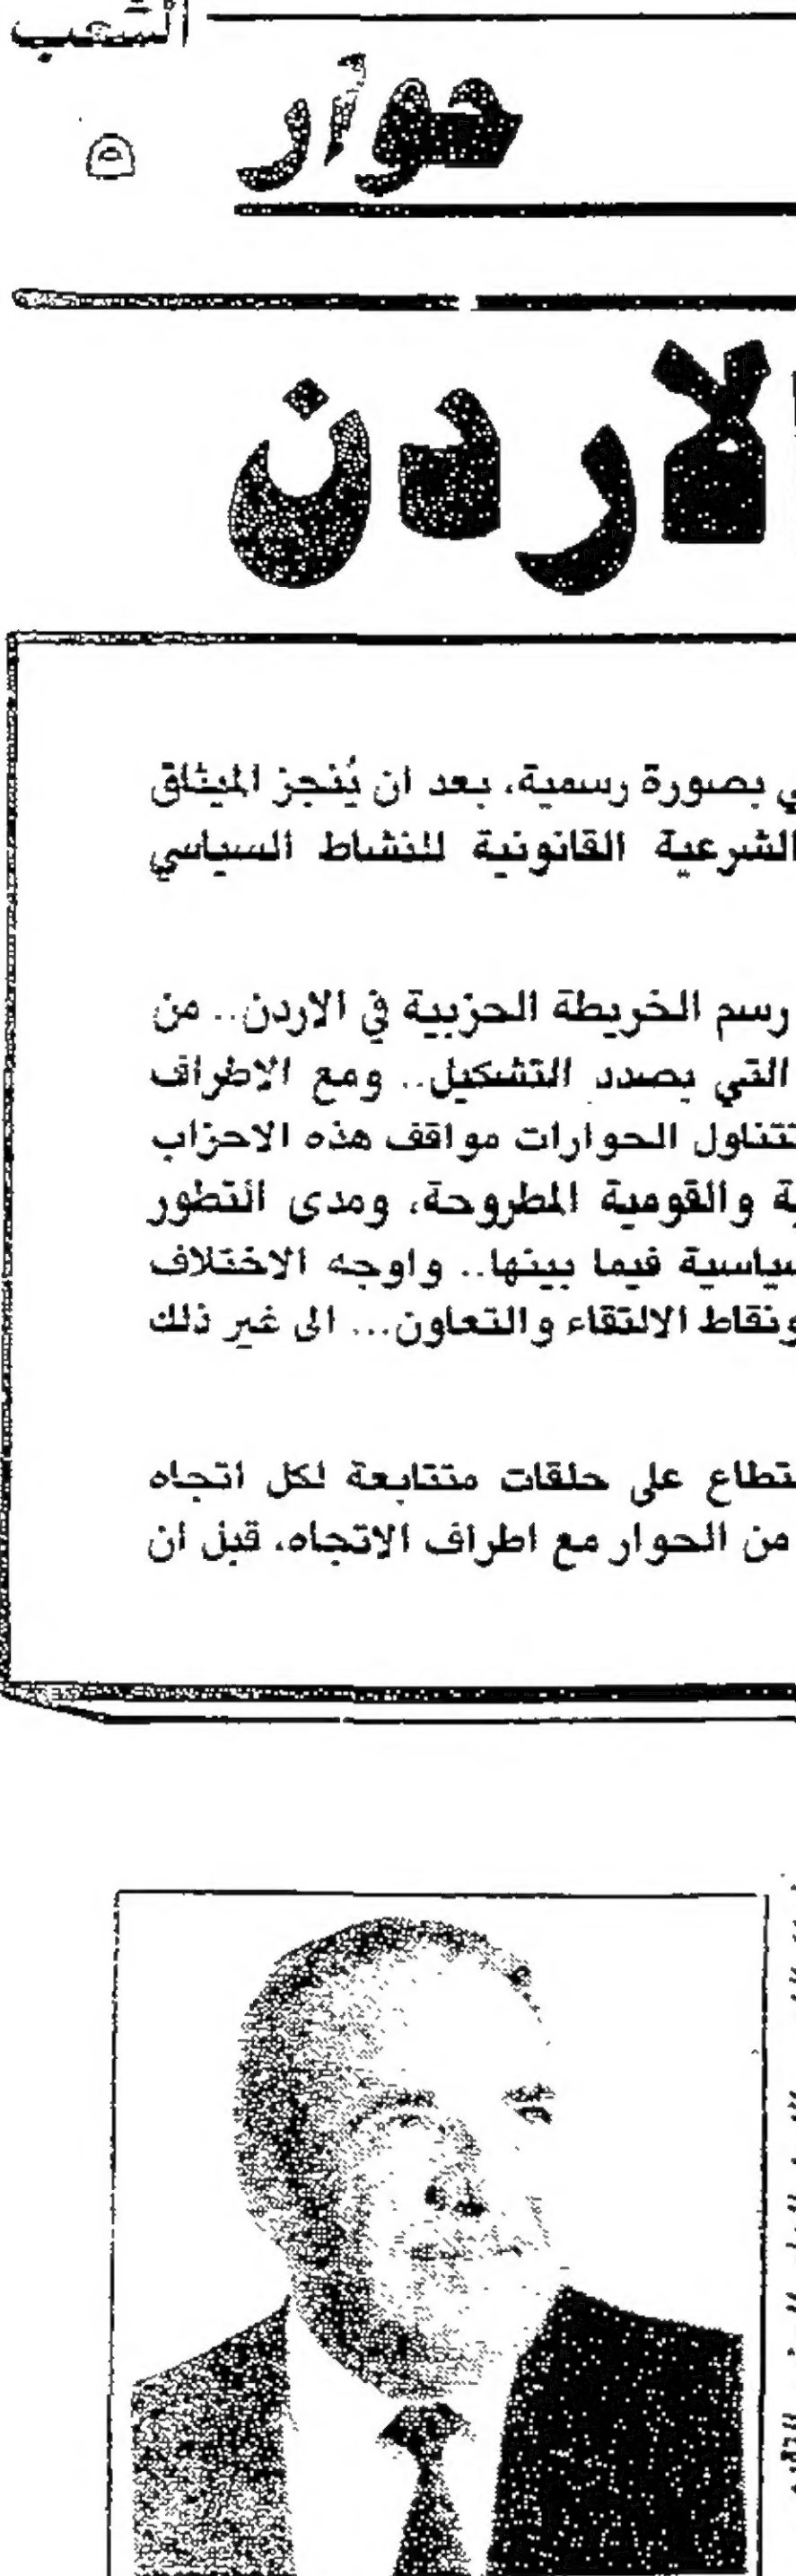 الشعب
حوار
٥
الاردن
ي بصورة رسمية، بعد ان يُنجز الميثاق
الشرعية القانونية للنشاط السياسي
رسم الخريطة الحزبية في الاردن.. من
التي بصدد التشكيل.. ومع الاطراف
تتناول الحوارات مواقف هذه الاحزاب
ية والقومية المطروحة، ومدى التطور
سياسية فيما بينها.. واوجه الاختلاف
ونقاط الالتقاء والتعاون... الى غير ذلك
تطاع على حلقات متتابعة لكل اتجاه
من الحوار مع اطراف الاتجاه، قبل ان